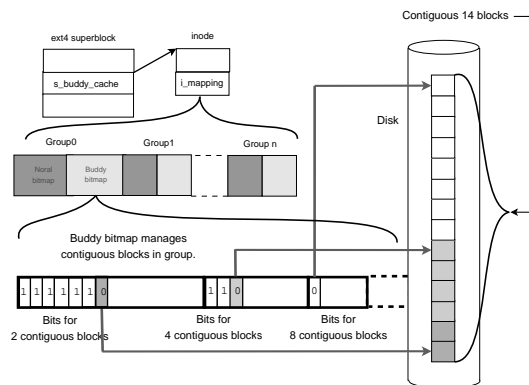 Contiguous 14 blocks
ext4 superblock
inode
s_buddy_cache
i_mapping
Disk
Group0
Group1
Group n
Noral
bitmap
Buddy
bitmap
Buddy bitmap manages
contiguous blocks in group.
1 1 1 1 1 1 0
1 1 0
0
Bits for
2 contiguous blocks
Bits for
4 contiguous blocks
Bits for
8 contiguous blocks